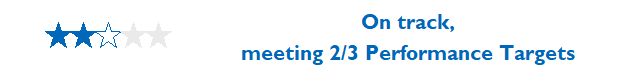 On track,
meeting 2/3 Performance Targets